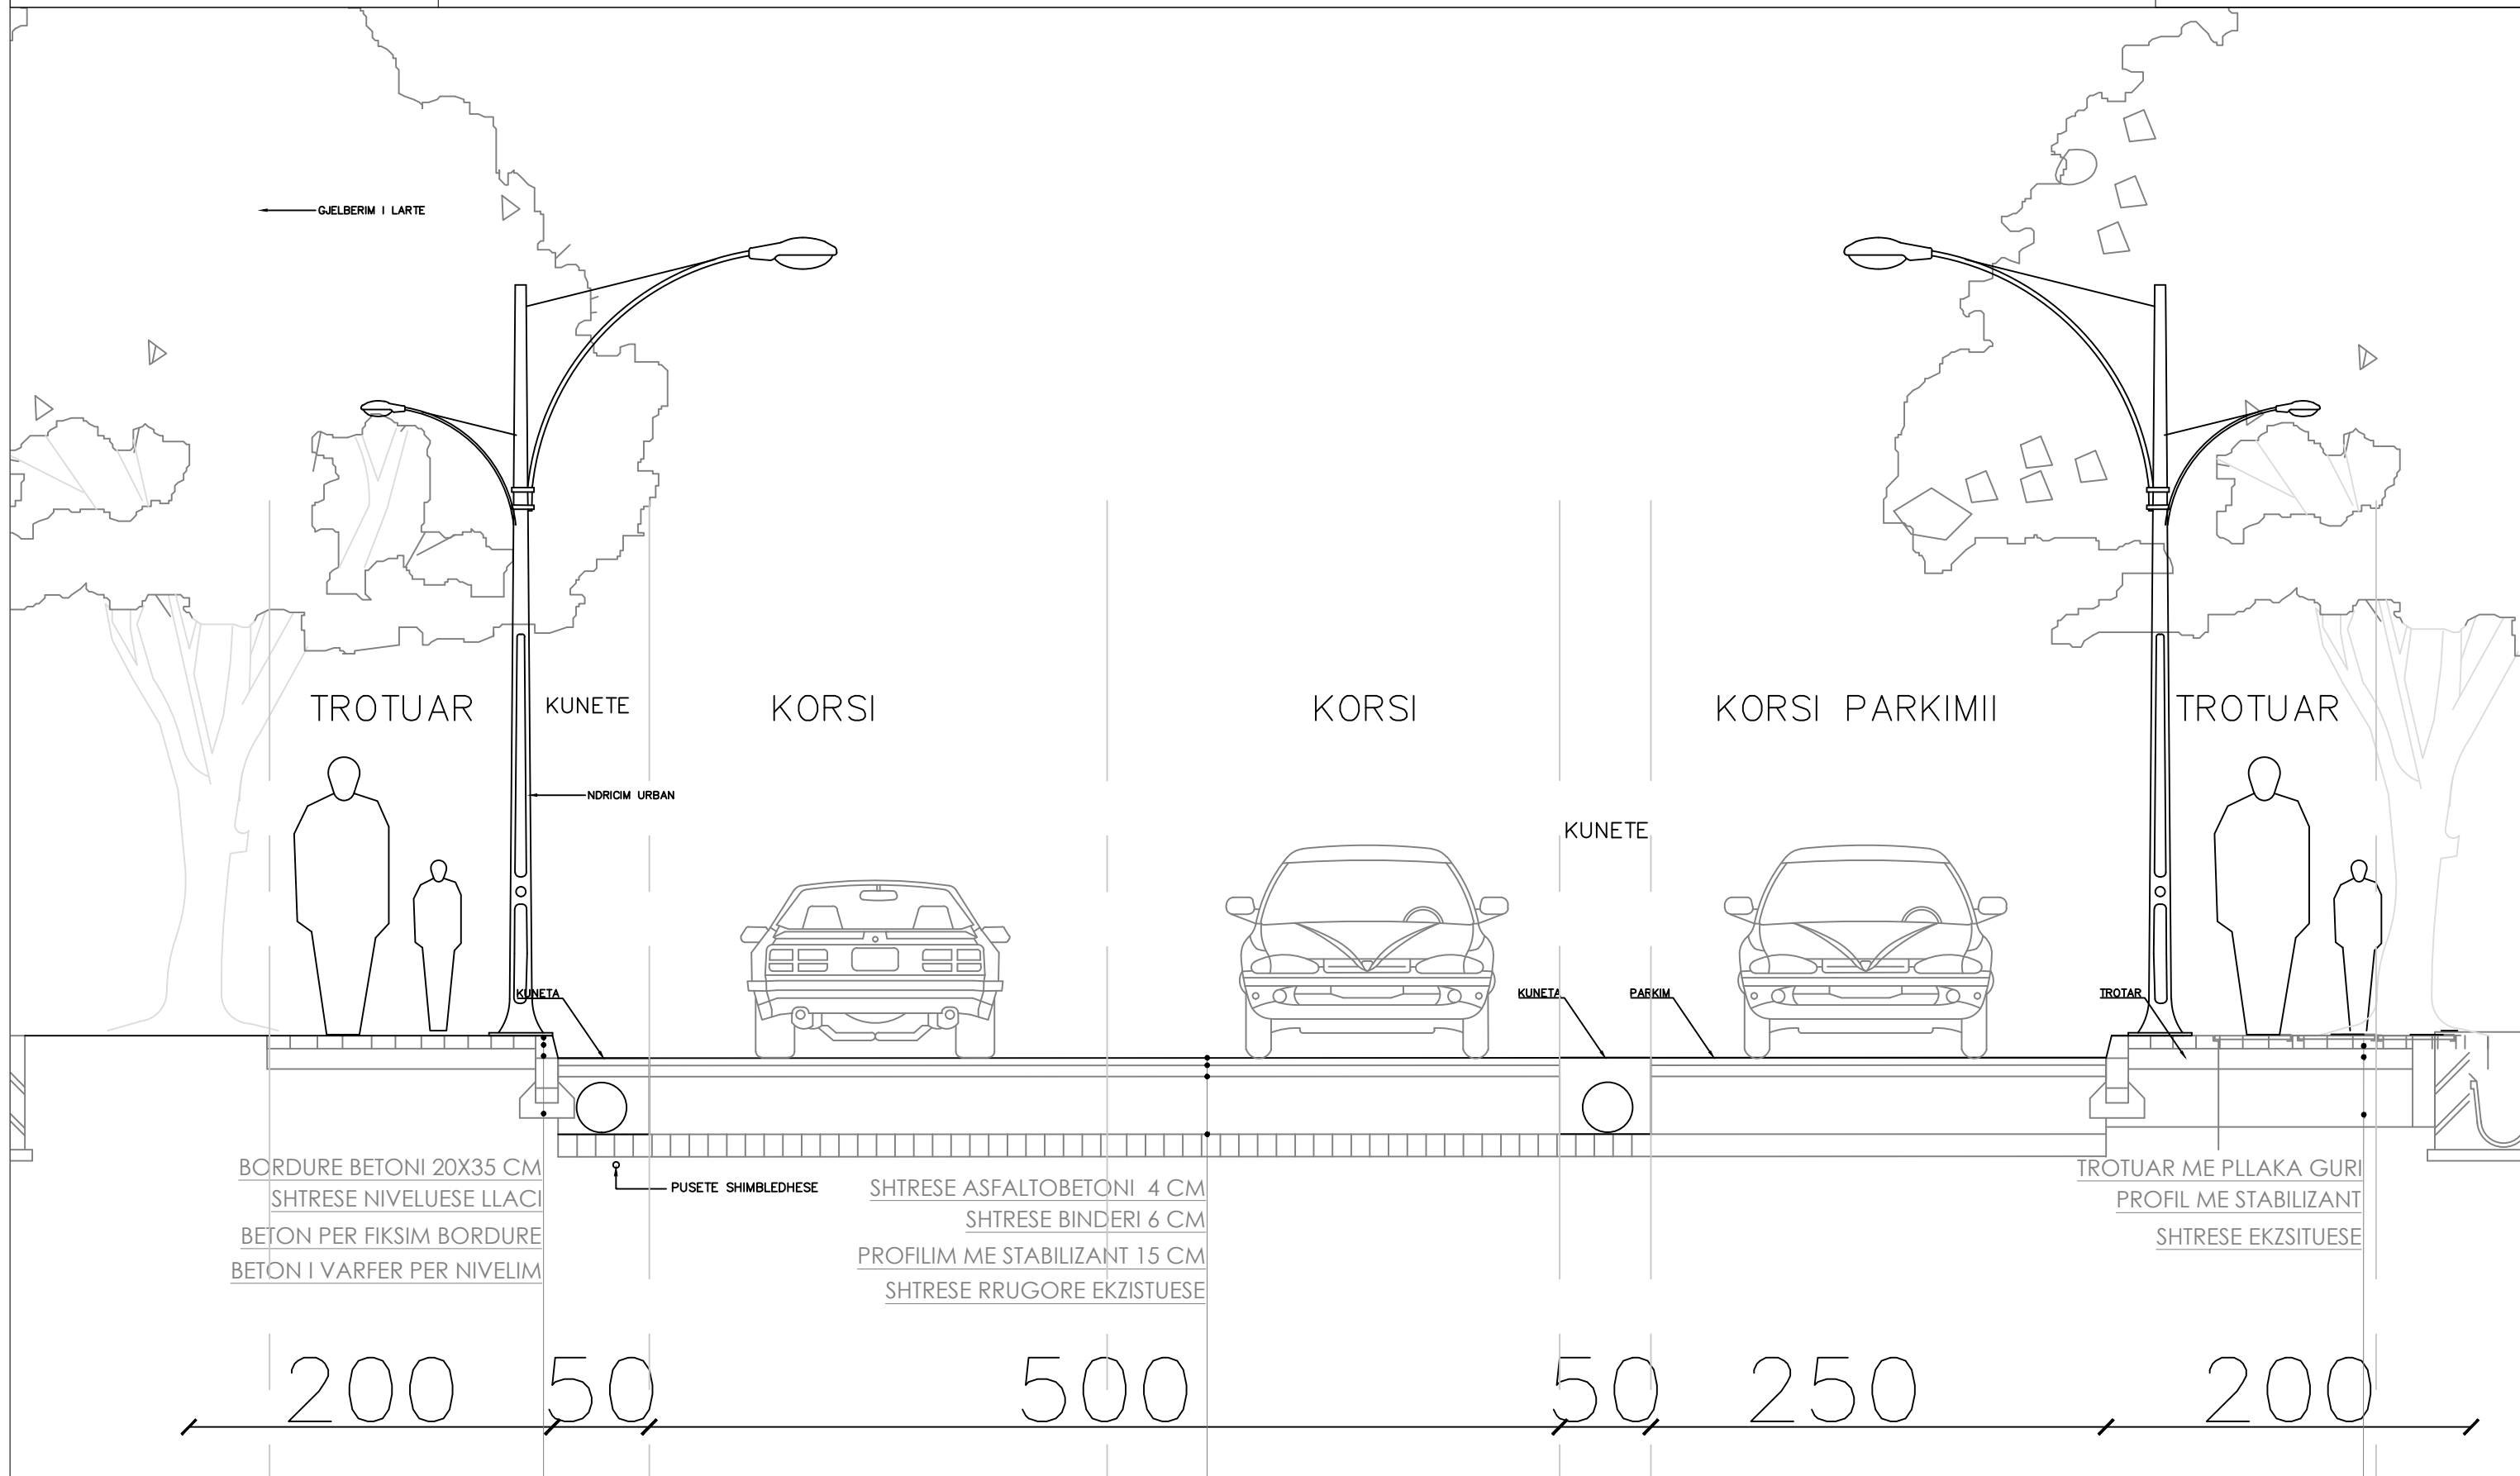 GJELBERIM I LARTE
TROTUAR
KUNETE
KORSI
KORSI
KORSI PARKIMII
TROTUAR
NDRICIM URBAN
KUNETE
KUNETA
KUNETA
PARKIM
TROTAR
BORDURE BETONI 20X35 CM
SHTRESE NIVELUESE LLACI
BETON PER FIKSIM BORDURE
BETON I VARFER PER NIVELIM
PUSETE SHIMBLEDHESE
SHTRESE ASFALTOBETONI 4 CM
SHTRESE BINDERI 6 CM
PROFILIM ME STABILIZANT 15 CM
SHTRESE RRUGORE EKZISTUESE
TROTUAR ME PLLAKA GURI
PROFIL ME STABILIZANT
SHTRESE EKZSITUESE
200 50 500 50 250 200